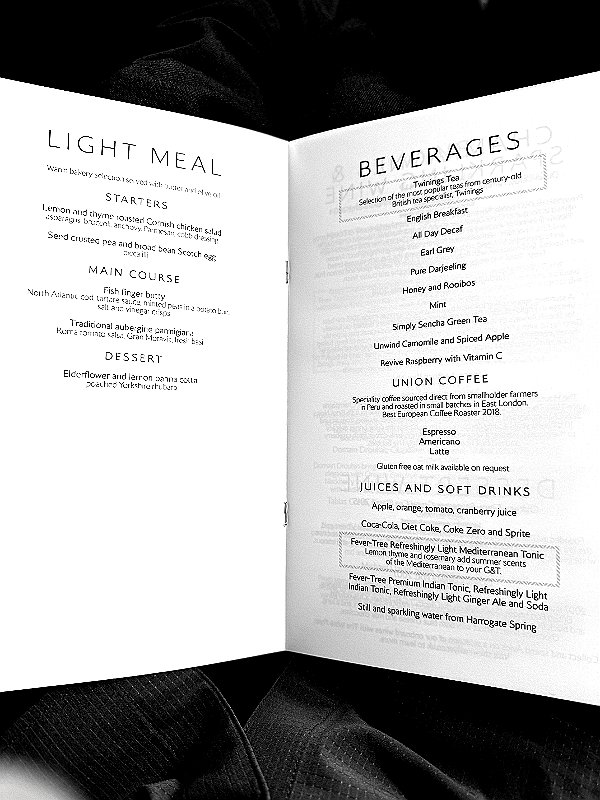 LIGHT MEAL
Warm bakery selection served with butter and olive oil
STARTERS
Lemon and thyme roasted Cornish chicken salad
asparagus, broccoli, anchovy, Parmesan, cobb dressing
Seed crusted pea and broad bean Scotch egg
piccalilli
MAIN COURSE
Fish finger butty
North Atlantic cod, tartare sauce, minted peas in a potato bun,
salt and vinegar crisps
Traditional aubergine parmigiana
Roma tomato salsa, Gran Moravia, fresh basil
DESSERT
Elderflower and lemon panna cotta
poached Yorkshire rhubarb
BEVERAGES
Twinings Tea
Selection of the most popular teas from century-old
British tea specialist, Twinings
English Breakfast
All Day Decaf
Earl Grey
Pure Darjeeling
Honey and Rooibos
Mint
Simply Sencha Green Tea
Unwind Camomile and Spiced Apple
Revive Raspberry with Vitamin C
UNION COFFEE
Speciality coffee sourced direct from smallholder farmers
in Peru and roasted in small batches in East London.
Best European Coffee Roaster 2018.
Espresso
Americano
Latte
Gluten free oat milk available on request
JUICES AND SOFT DRINKS
Apple, orange, tomato, cranberry juice
Coca-Cola, Diet Coke, Coke Zero and Sprite
Fever-Tree Refreshingly Light Mediterranean Tonic
Lemon thyme and rosemary add summer scents
of the Mediterranean to your G&T.
Fever-Tree Premium Indian Tonic, Refreshingly Light
Indian Tonic, Refreshingly Light Ginger Ale and Soda
Still and sparkling water from Harrogate Spring